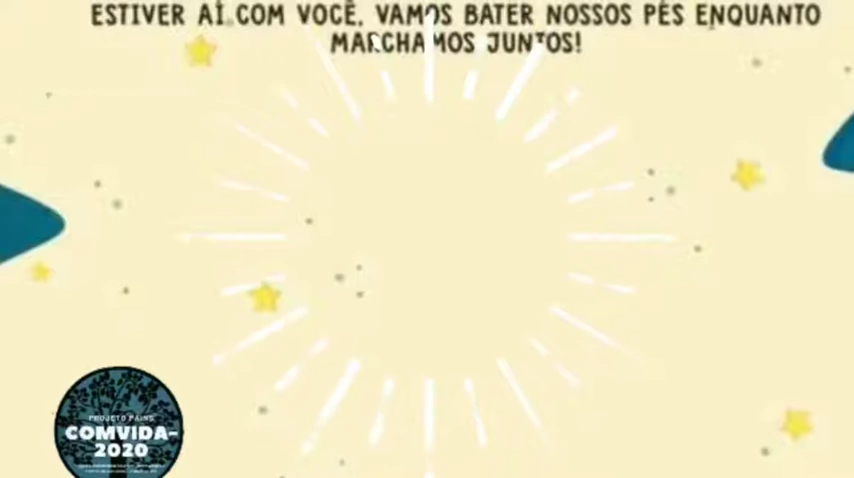 ESTIVER AÍ COM VOCÊ, VAMOS BATER NOSSOS PÉS ENQUANTO
MARCHAMOS JUNTOS!
PROJETO PAINS
COMVIDA-
2020